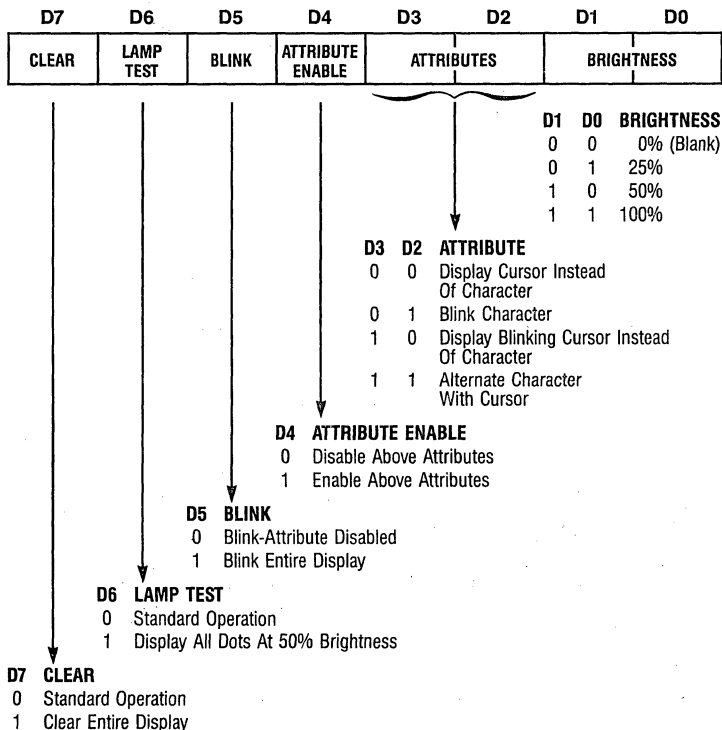 D7 D6 D5 D4 D3 D2 D1 D0
CLEAR LAMP TEST BLINK ATTRIBUTE ENABLE ATTRIBUTES BRIGHTNESS
D1 D0 BRIGHTNESS
0 0 0% (Blank)
0 1 25%
1 0 50%
1 1 100%
D3 D2 ATTRIBUTE
0 0 Display Cursor Instead
Of Character
0 1 Blink Character
1 0 Display Blinking Cursor Instead
Of Character
1 1 Alternate Character
With Cursor
D4 ATTRIBUTE ENABLE
0 Disable Above Attributes
1 Enable Above Attributes
D5 BLINK
0 Blink-Attribute Disabled
1 Blink Entire Display
D6 LAMP TEST
0 Standard Operation
1 Display All Dots At 50% Brightness
D7 CLEAR
0 Standard Operation
1 Clear Entire Display